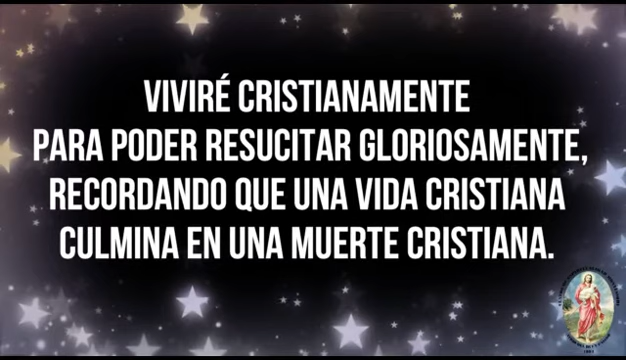 VIVIRÉ CRISTIANAMENTE
PARA PODER RESUCITAR GLORIOSAMENTE,
RECORDANDO QUE UNA VIDA CRISTIANA
CULMINA EN UNA MUERTE CRISTIANA.